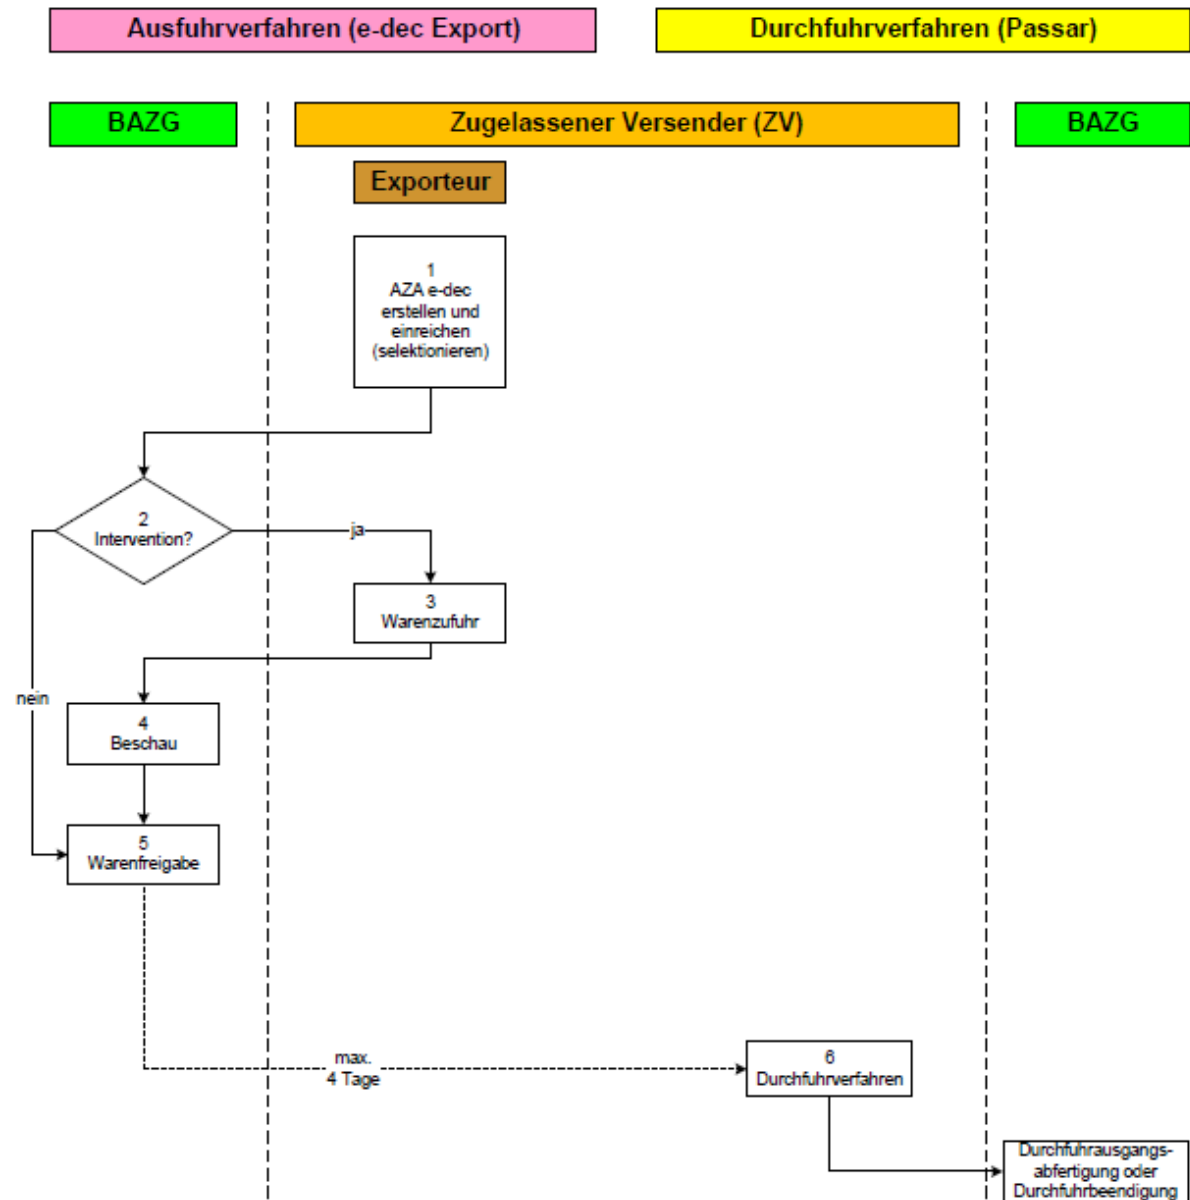 Ausfuhrverfahren (e-dec Export)
Durchfuhrverfahren (Passar)
BAZG
Zugelassener Versender (ZV)
BAZG
Exporteur
1
AZA e-dec
erstellen und
einreichen
(selektionieren)
2
Intervention?
ja
3
Warenzufuhr
nein
4
Beschau
5
Warenfreigabe
max.
4 Tage
6
Durchfuhrverfahren
Durchfuhrausgangs-
abfertigung oder
Durchfuhrbeendigung